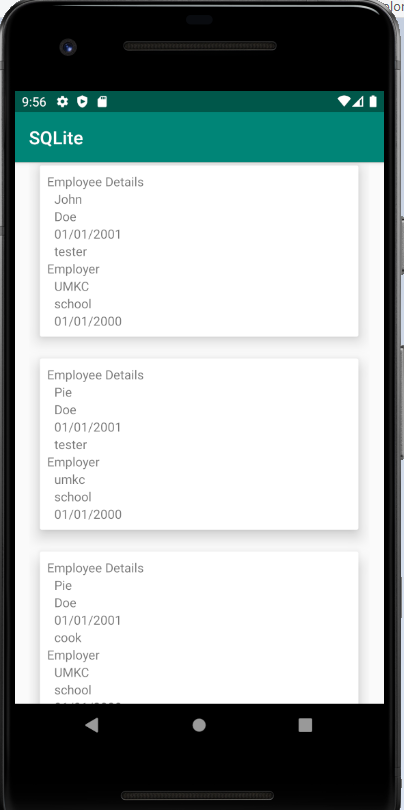 9:56
SQLite
Employee Details
John
Doe
01/01/2001
tester
Employer
UMKC
school
01/01/2000
Employee Details
Pie
Doe
01/01/2001
tester
Employer
umkc
school
01/01/2000
Employee Details
Pie
Doe
01/01/2001
cook
Employer
UMKC
school